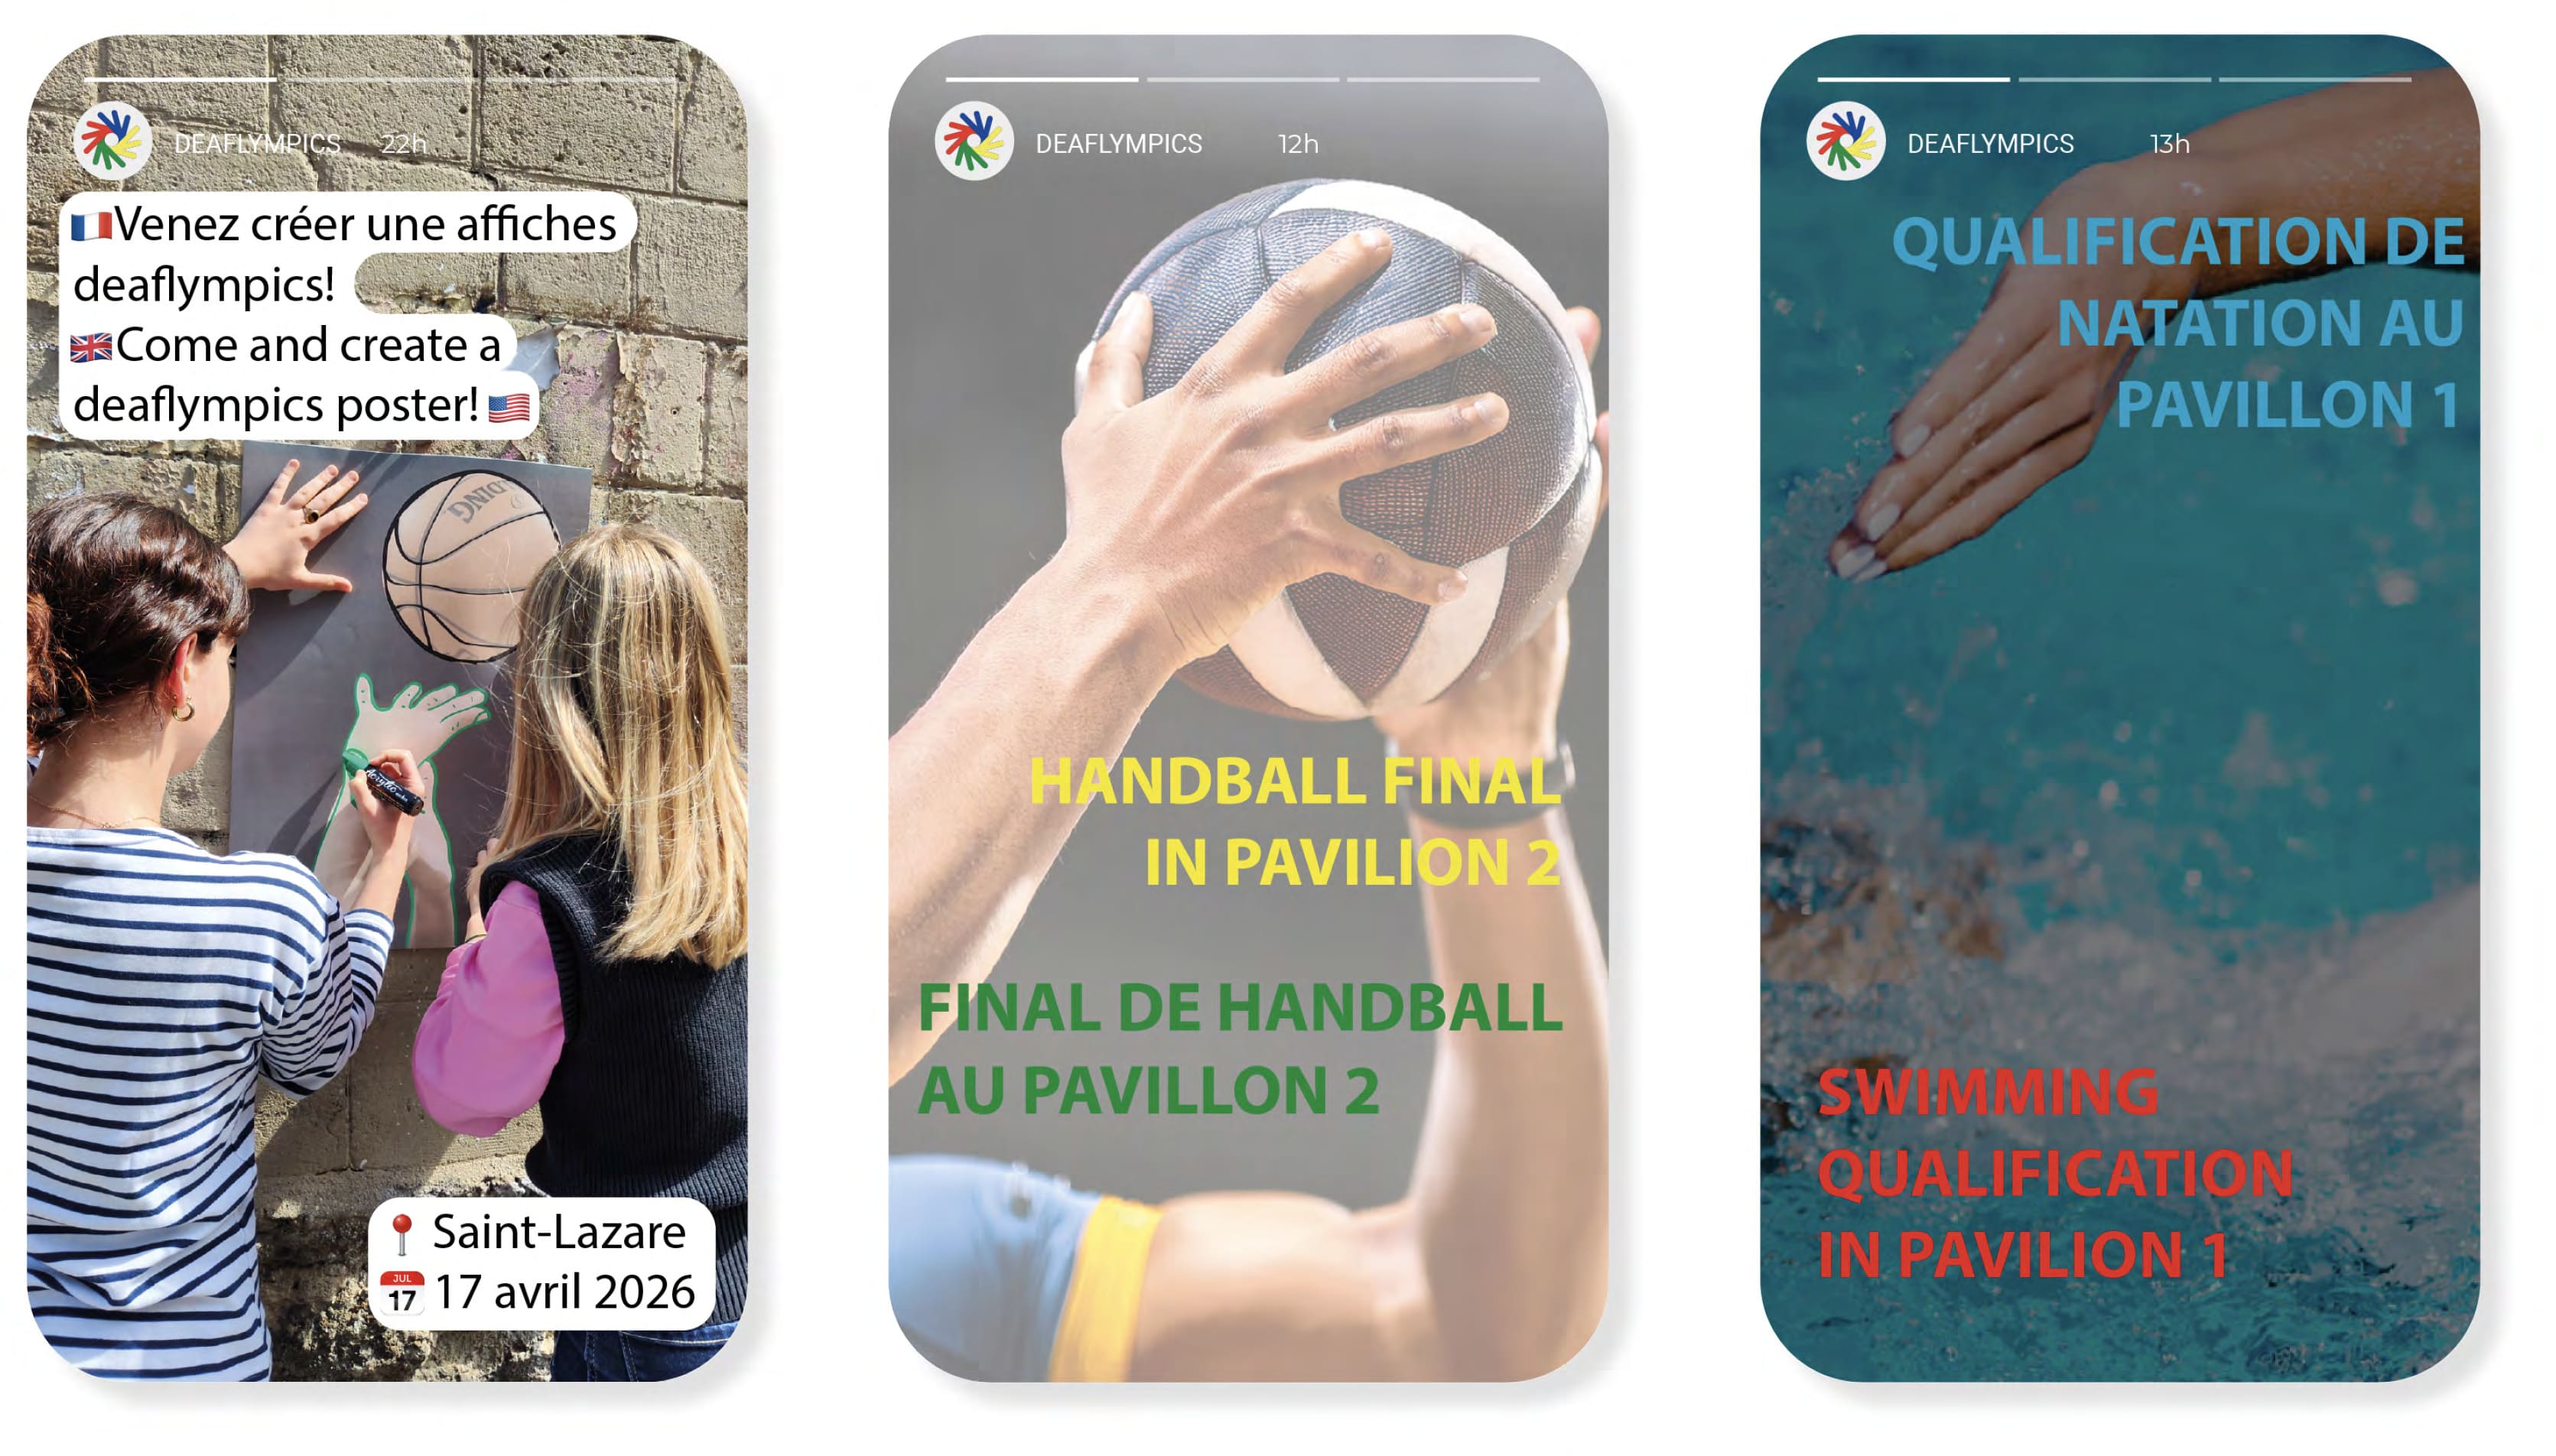 DEAFLYMPICS 22h
🇫🇷Venez créer une affiches
deaflympics!
🇬🇧Come and create a
deaflympics poster!🇺🇸
DING
Acrylic
📍 Saint-Lazare
JUL
17
17 avril 2026
DEAFLYMPICS 12h
HANDBALL FINAL
IN PAVILION 2
FINAL DE HANDBALL
AU PAVILLON 2
DEAFLYMPICS 13h
QUALIFICATION DE
NATATION AU
PAVILLON 1
SWIMMING
QUALIFICATION
IN PAVILION 1